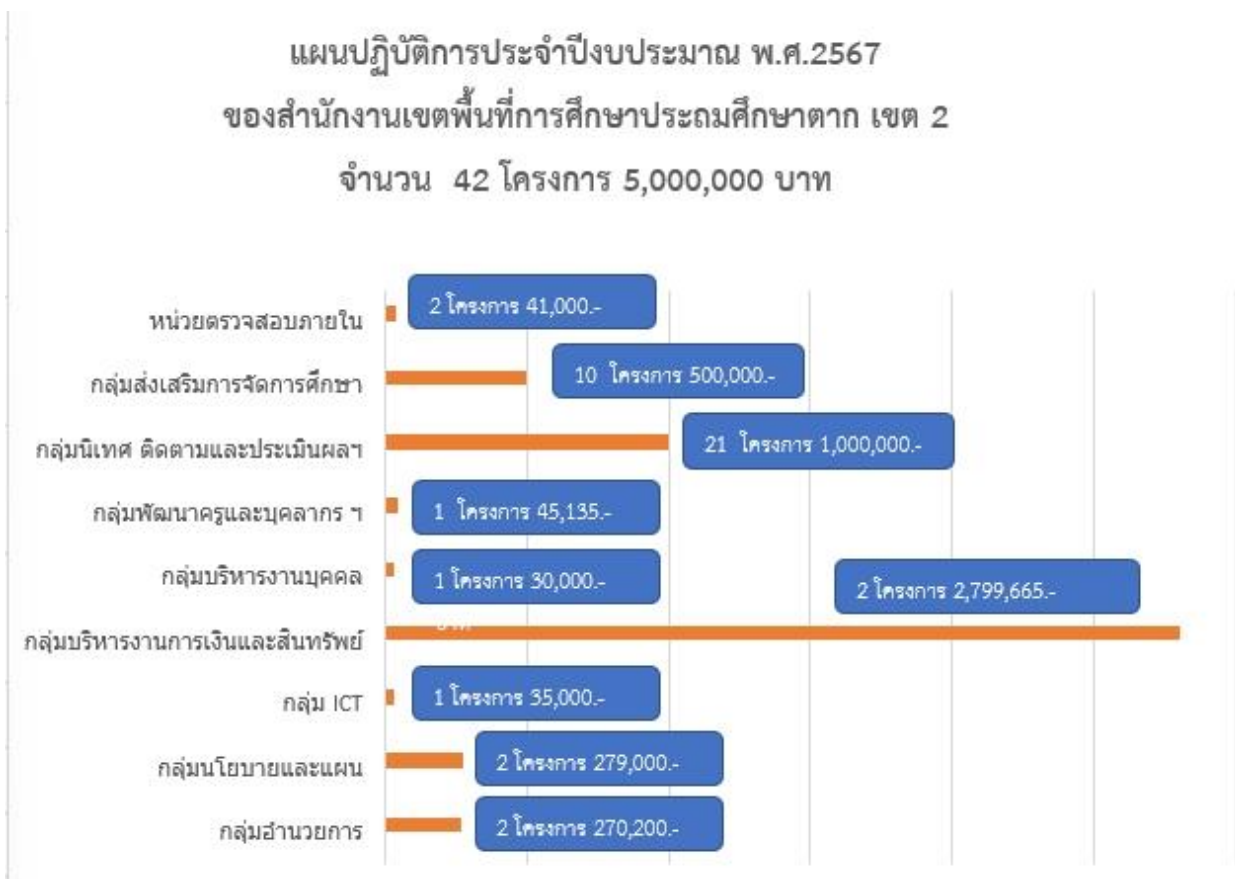 แผนปฏิบัติการประจำปีงบประมาณ พ.ศ.2567
ของสำนักงานเขตพื้นที่การศึกษาประถมศึกษาตาก เขต 2
จำนวน 42 โครงการ 5,000,000 บาท
หน่วยตรวจสอบภายใน 2 โครงการ 41,000.-
กลุ่มส่งเสริมการจัดการศึกษา 10 โครงการ 500,000.-
กลุ่มนิเทศ ติดตามและประเมินผลฯ 21 โครงการ 1,000,000.-
กลุ่มพัฒนาครูและบุคลากร ฯ 1 โครงการ 45,135.-
กลุ่มบริหารงานบุคคล 1 โครงการ 30,000.-
กลุ่มบริหารงานการเงินและสินทรัพย์ 2 โครงการ 2,799,665.-
กลุ่ม ICT 1 โครงการ 35,000.-
กลุ่มนโยบายและแผน 2 โครงการ 279,000.-
กลุ่มอำนวยการ 2 โครงการ 270,200.-